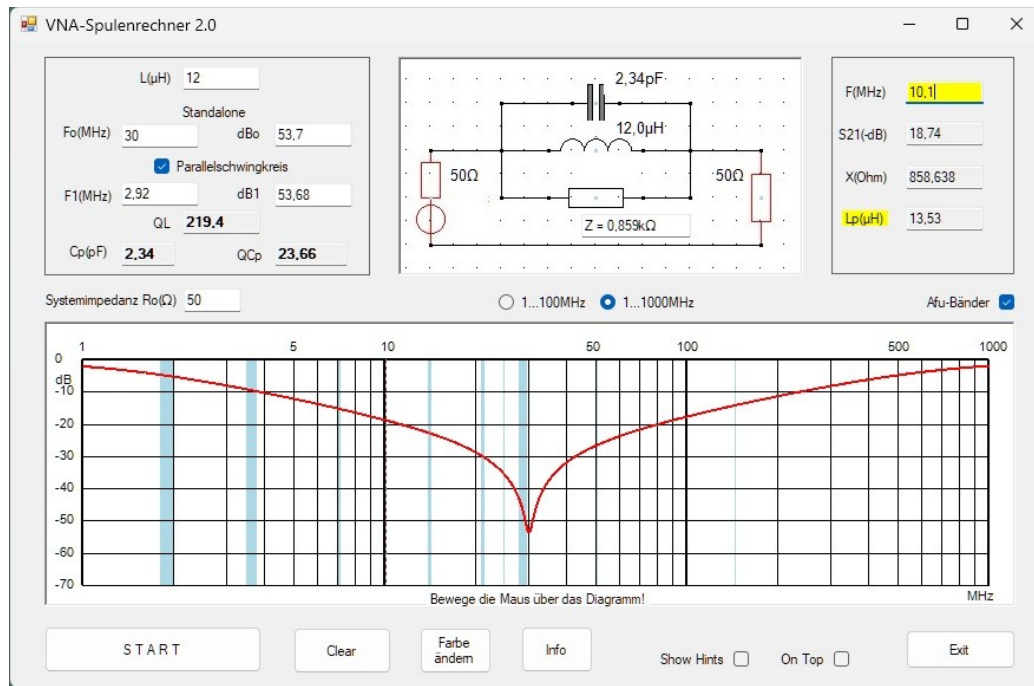 VNA-Spulenrechner 2.0
L(µH) 12
Standalone
Fo(MHz) 30 dBo 53,7
Parallelschwingkreis
F1(MHz) 2,92 dB1 53,68
QL 219,4
Cp(pF) 2,34 QCp 23,66
2,34pF
12,0µH
50Ω
50Ω
Z = 0,859kΩ
F(MHz) 10,1
S21(-dB) 18,74
X(Ohm) 858,638
Lp(µH) 13,53
Systemimpedanz Ro(Ω) 50
1...100MHz 1...1000MHz
Afu-Bänder
1 5 10 50 100 500 1000
0
dB
-10
-20
-30
-40
-50
-60
-70
Bewege die Maus über das Diagramm!
MHz
START
Clear
Farbe
ändern
Info
Show Hints
On Top
Exit